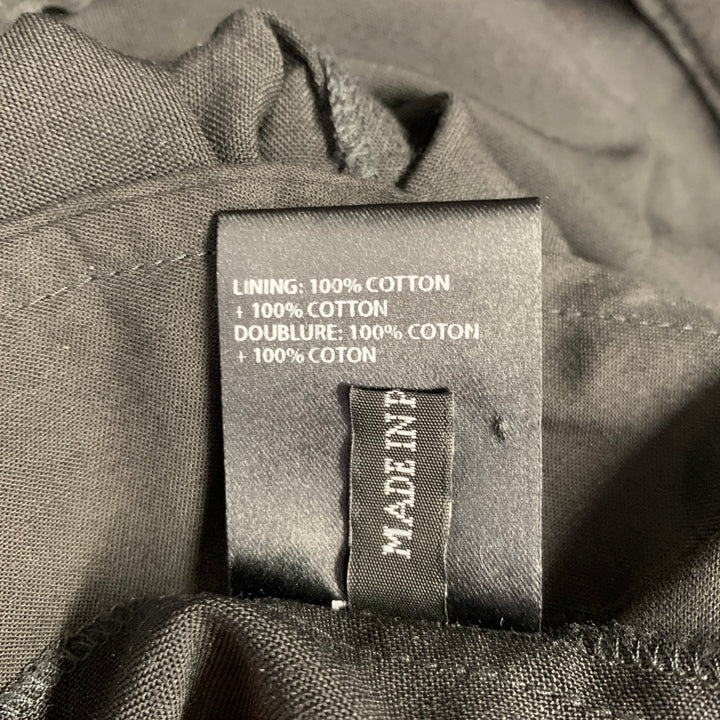 LINING: 100% COTTON
+ 100% COTTON
DOUBLURE: 100% COTON
+ 100% COTON
MADE IN